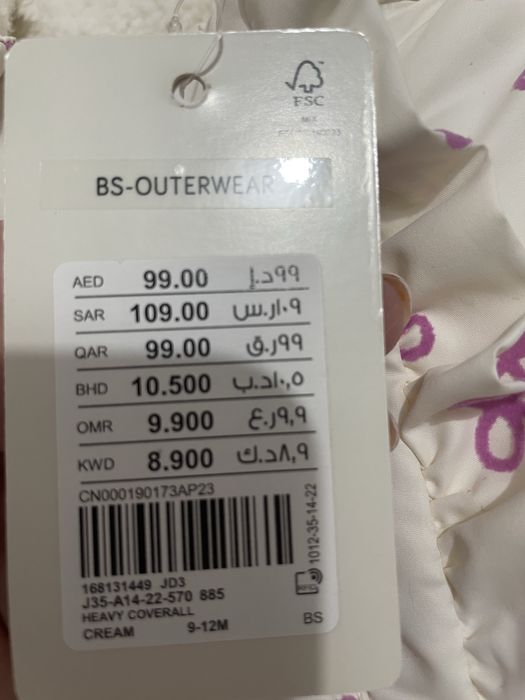 FSC
MIX
BS-OUTERWEAR
AED 99.00 ٩٩د.إ
SAR 109.00 ١٠٩ر.س
QAR 99.00 ٩٩ر.ق
BHD 10.500 ١٠,٥د.ب
OMR 9.900 ٩,٩ر.ع
KWD 8.900 ٨,٩د.ك
CN000190173AP23
1012-35-14-22
168131449 JD3
J35-A14-22-570 885
HEAVY COVERALL
CREAM 9-12M
RFID
BS